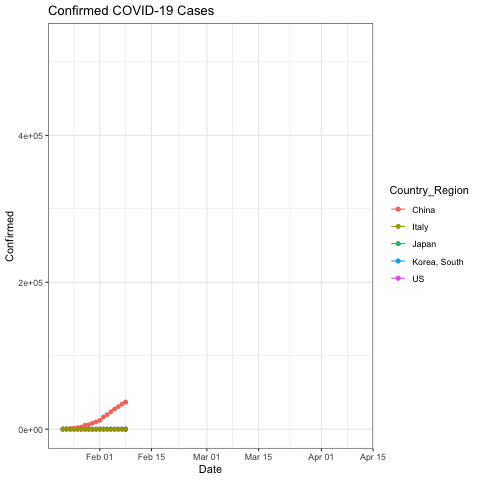 Confirmed COVID-19 Cases
4e+05
2e+05
0e+00
Confirmed
Feb 01 Feb 15 Mar 01 Mar 15 Apr 01 Apr 15
Date
Country_Region
China
Italy
Japan
Korea, South
US